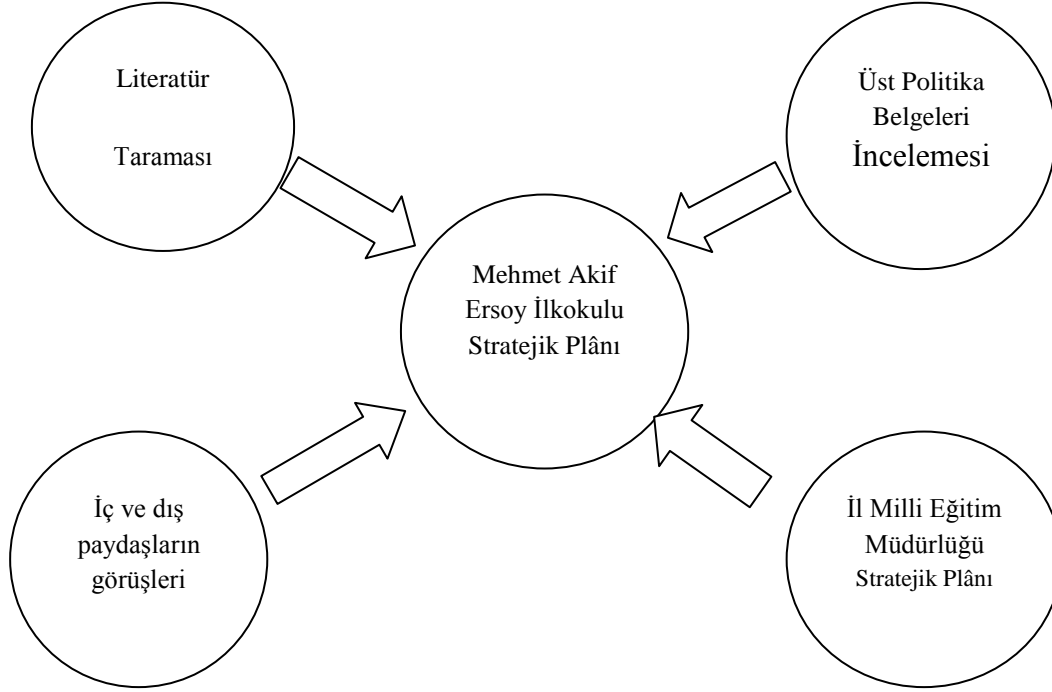 Literatür
Taraması
Üst Politika
Belgeleri
İncelemesi
Mehmet Akif
Ersoy İlkokulu
Stratejik Plânı
İç ve dış
paydaşların
görüşleri
İl Milli Eğitim
Müdürlüğü
Stratejik Plânı